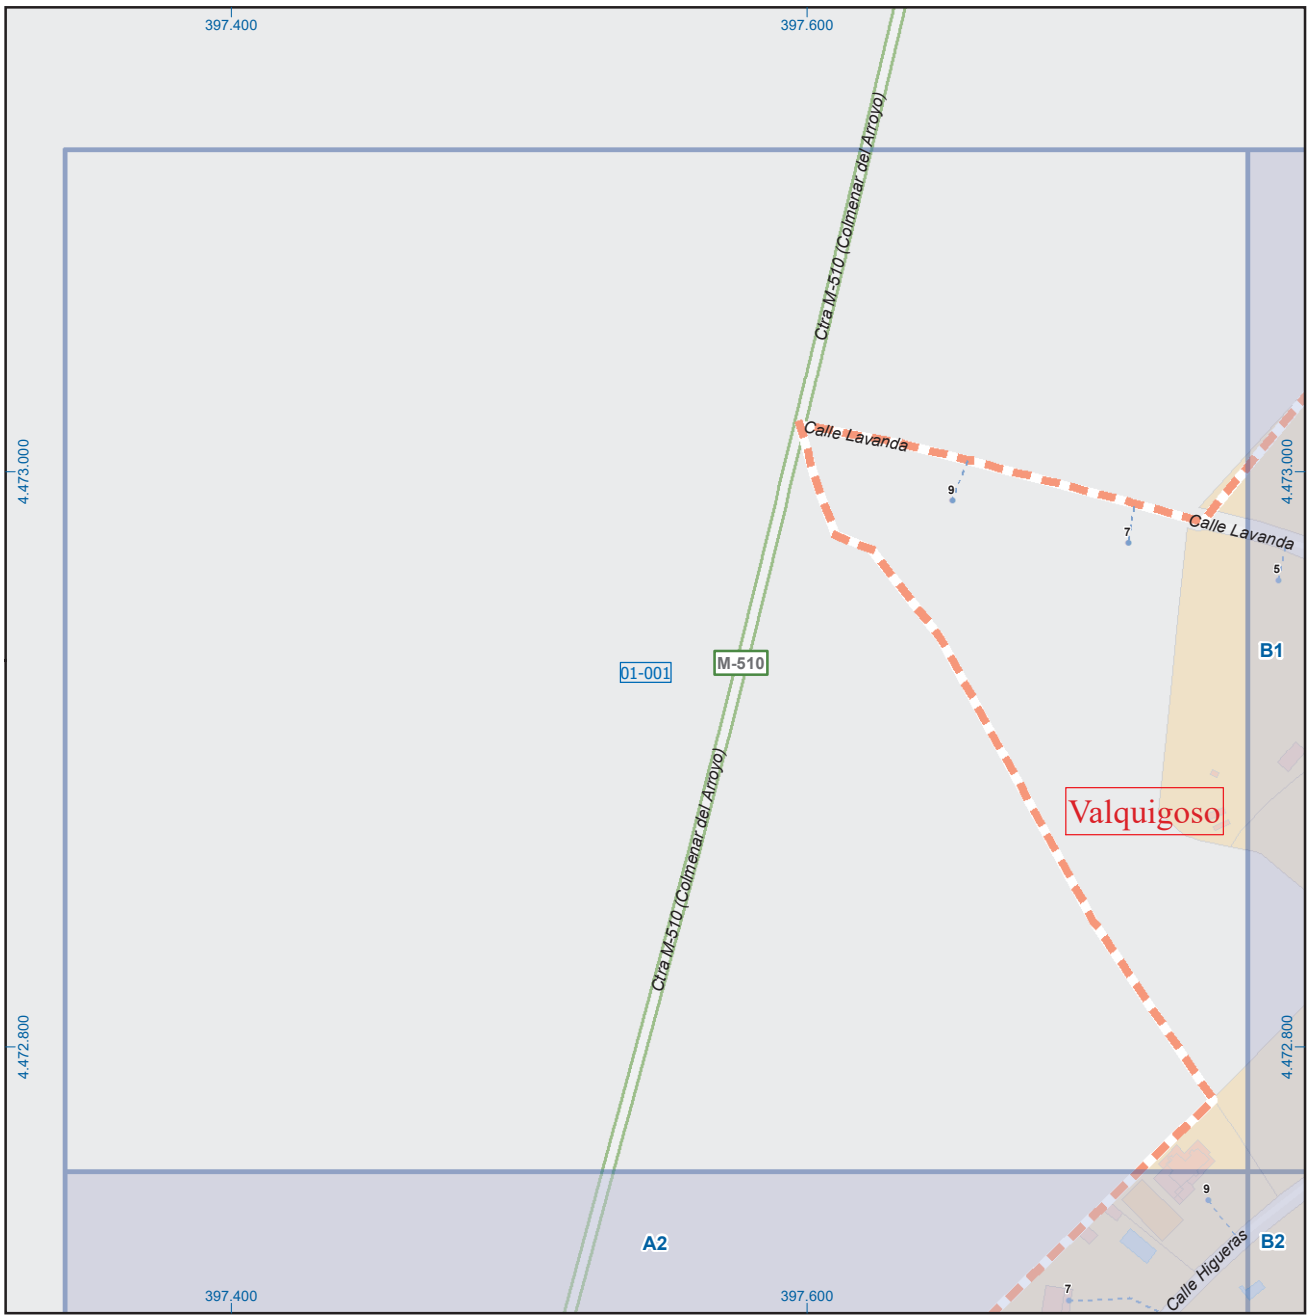 397.400
397.600
Ctra M-510 (Colmenar del Arroyo)
Calle Lavanda
4.473.000
4.473.000
9
7
Calle Lavanda
5
B1
M-510
01-001
Valquigoso
Ctra M-510 (Colmenar del Arroyo)
4.472.800
4.472.800
9
A2
B2
Calle Higueras
7
397.400
397.600